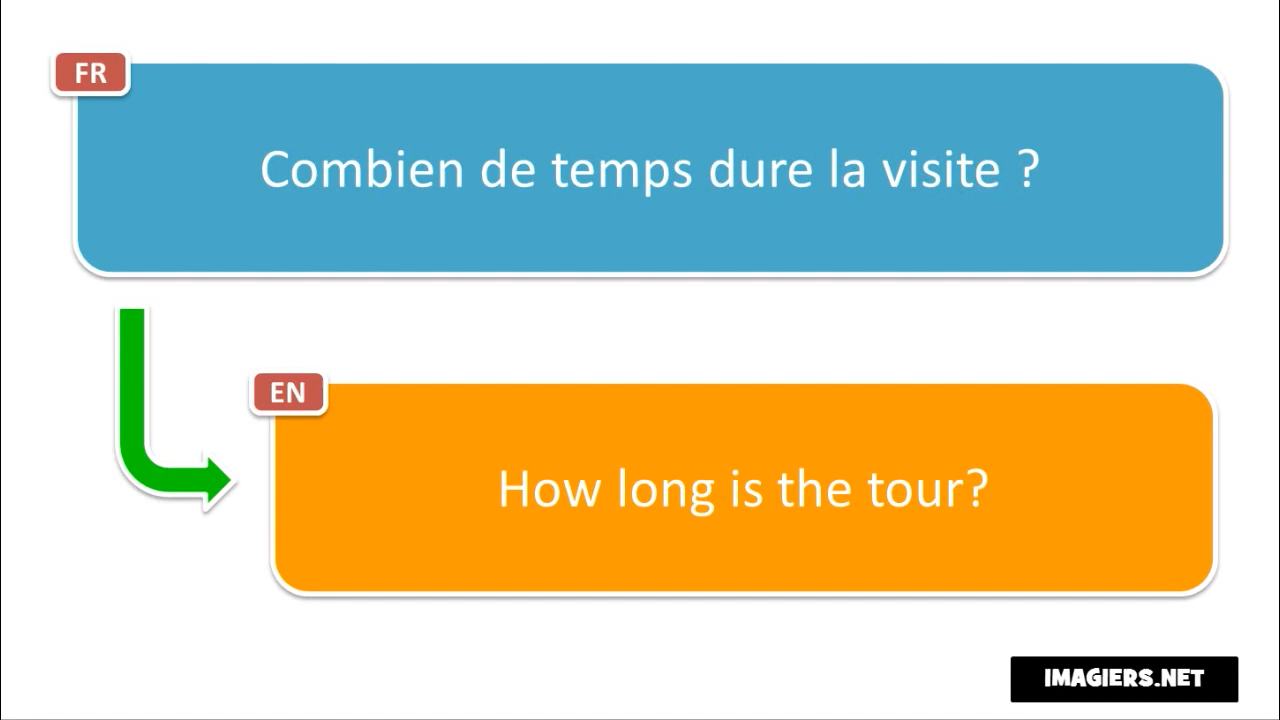 FR
Combien de temps dure la visite ?
EN
How long is the tour?
IMAGIERS.NET